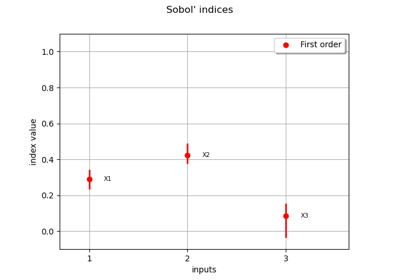 Sobol' indices
First order
1.0
0.8
0.6
0.4
0.2
0.0
index value
X1
X2
X3
1 2 3
inputs